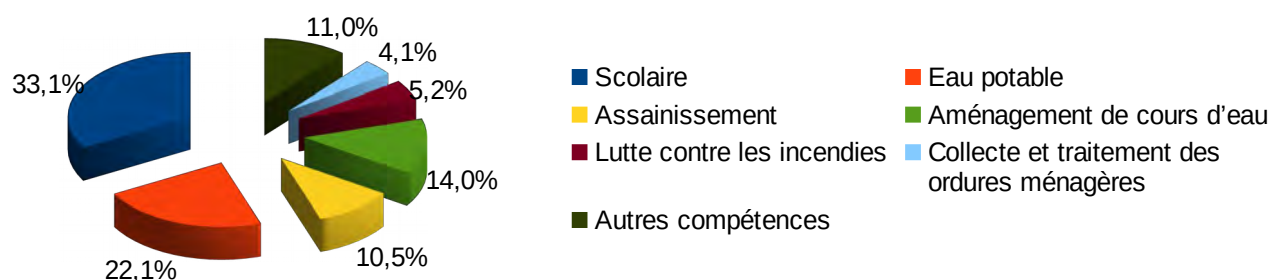 11,0%
4,1%
33,1%
5,2%
14,0%
10,5%
22,1%
Scolaire
Eau potable
Assainissement
Aménagement de cours d'eau
Lutte contre les incendies
Collecte et traitement des
ordures ménagères
Autres compétences